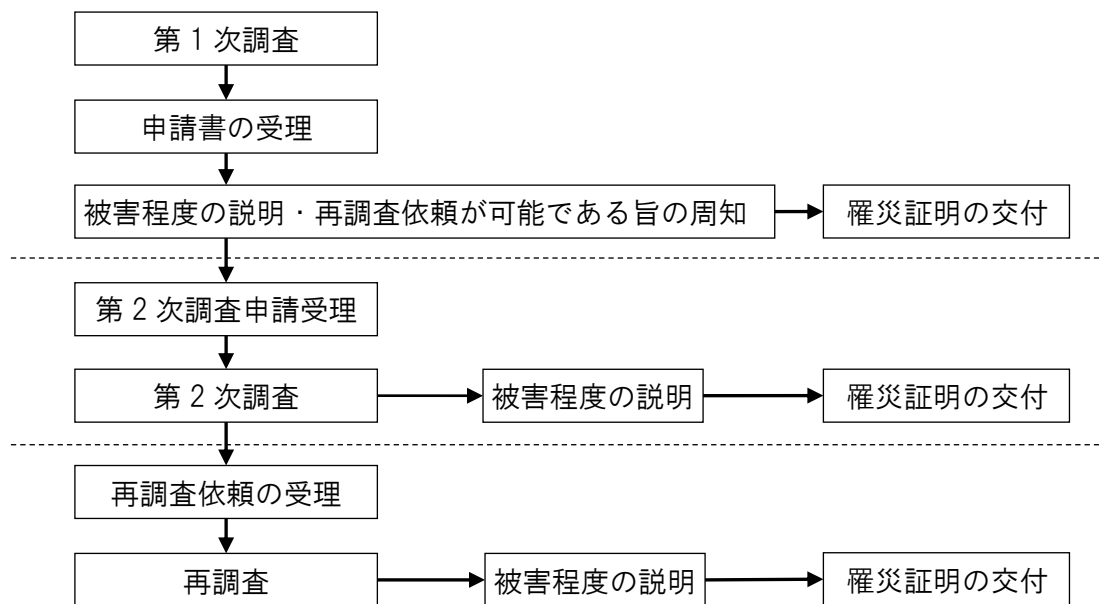 第1次調査
申請書の受理
被害程度の説明・再調査依頼が可能である旨の周知
罹災証明の交付
第2次調査申請受理
第2次調査
被害程度の説明
罹災証明の交付
再調査依頼の受理
再調査
被害程度の説明
罹災証明の交付